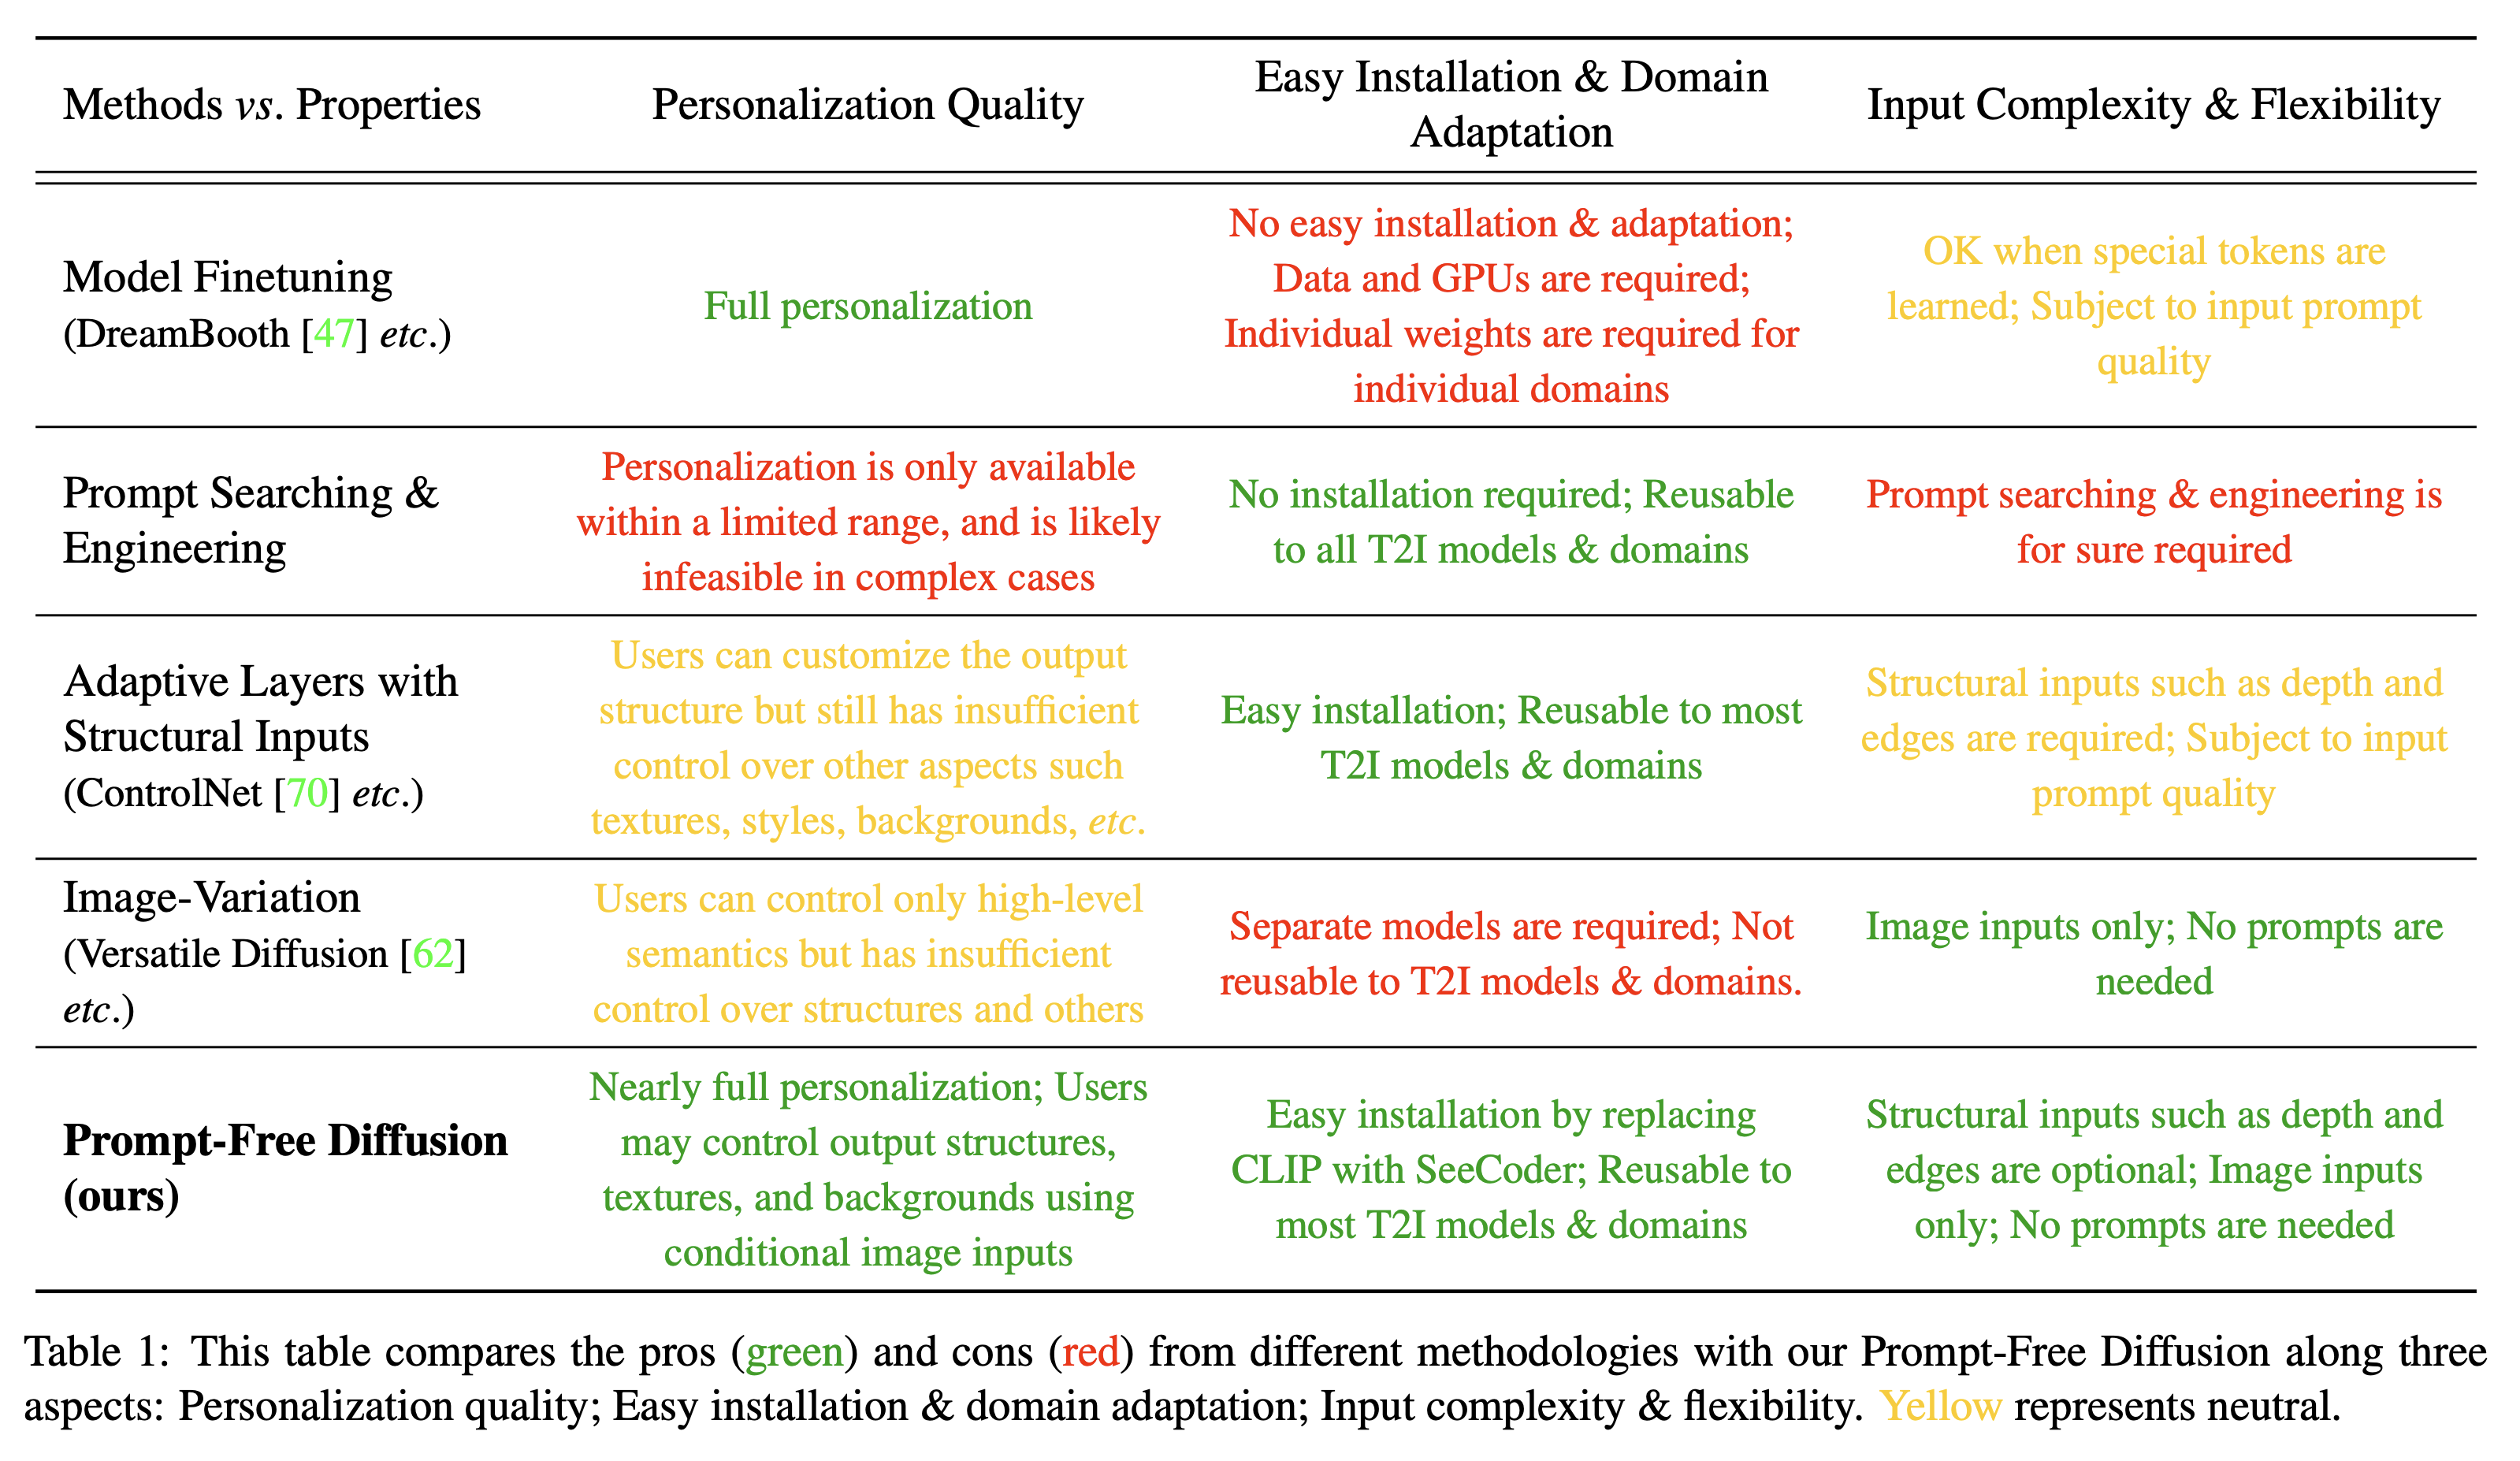 Methods vs. Properties
Personalization Quality
Easy Installation & Domain
Adaptation
Input Complexity & Flexibility
Model Finetuning
(DreamBooth [47] etc.)
Full personalization
No easy installation & adaptation;
Data and GPUs are required;
Individual weights are required for
individual domains
OK when special tokens are
learned; Subject to input prompt
quality
Prompt Searching &
Engineering
Personalization is only available
within a limited range, and is likely
infeasible in complex cases
No installation required; Reusable
to all T2I models & domains
Prompt searching & engineering is
for sure required
Adaptive Layers with
Structural Inputs
(ControlNet [70] etc.)
Users can customize the output
structure but still has insufficient
control over other aspects such
textures, styles, backgrounds, etc.
Easy installation; Reusable to most
T2I models & domains
Structural inputs such as depth and
edges are required; Subject to input
prompt quality
Image-Variation
(Versatile Diffusion [62]
etc.)
Users can control only high-level
semantics but has insufficient
control over structures and others
Separate models are required; Not
reusable to T2I models & domains.
Image inputs only; No prompts are
needed
Prompt-Free Diffusion
(ours)
Nearly full personalization; Users
may control output structures,
textures, and backgrounds using
conditional image inputs
Easy installation by replacing
CLIP with SeeCoder; Reusable to
most T2I models & domains
Structural inputs such as depth and
edges are optional; Image inputs
only; No prompts are needed
Table 1: This table compares the pros (green) and cons (red) from different methodologies with our Prompt-Free Diffusion along three
aspects: Personalization quality; Easy installation & domain adaptation; Input complexity & flexibility. Yellow represents neutral.